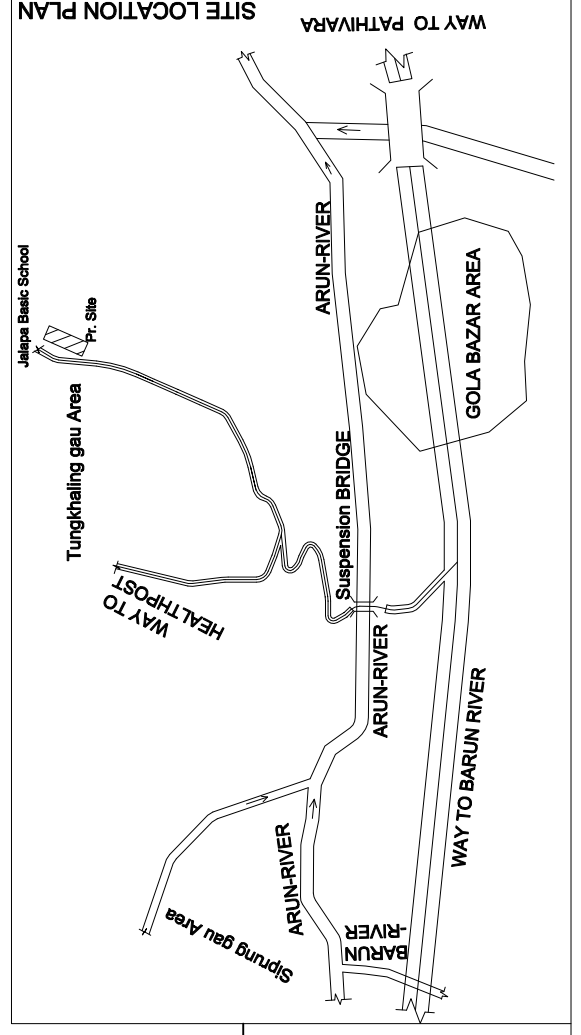 SITE LOCATION PLAN
WAY TO PATHIVARA
Jalapa Basic School
Pr. Site
Tungkhaling gau Area
ARUN-RIVER
GOLA BAZAR AREA
Suspension BRIDGE
WAY TO
HEALTHPOST
ARUN-RIVER
WAY TO BARUN RIVER
ARUN-RIVER
Siprung gau Area
BARUN
-RIVER